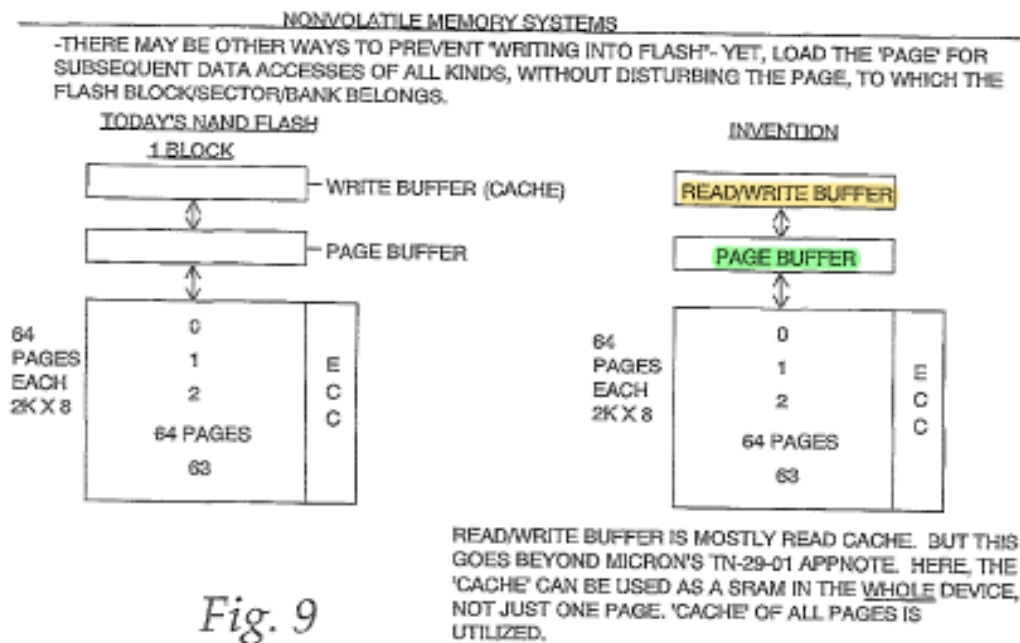 NONVOLATILE MEMORY SYSTEMS
-THERE MAY BE OTHER WAYS TO PREVENT "WRITING INTO FLASH"- YET, LOAD THE 'PAGE' FOR
SUBSEQUENT DATA ACCESSES OF ALL KINDS, WITHOUT DISTURBING THE PAGE, TO WHICH THE
FLASH BLOCK/SECTOR/BANK BELONGS.
TODAY'S NAND FLASH
1 BLOCK
WRITE BUFFER (CACHE)
PAGE BUFFER
64
PAGES
EACH
2K X 8
0
1
2
64 PAGES
63
E
C
C
INVENTION
READ/WRITE BUFFER
PAGE BUFFER
64
PAGES
EACH
2K X 8
0
1
2
64 PAGES
63
E
C
C
READ/WRITE BUFFER IS MOSTLY READ CACHE. BUT THIS
GOES BEYOND MICRON'S TN-29-01 APPNOTE. HERE, THE
'CACHE' CAN BE USED AS A SRAM IN THE WHOLE DEVICE,
NOT JUST ONE PAGE. 'CACHE' OF ALL PAGES IS
UTILIZED.
Fig. 9